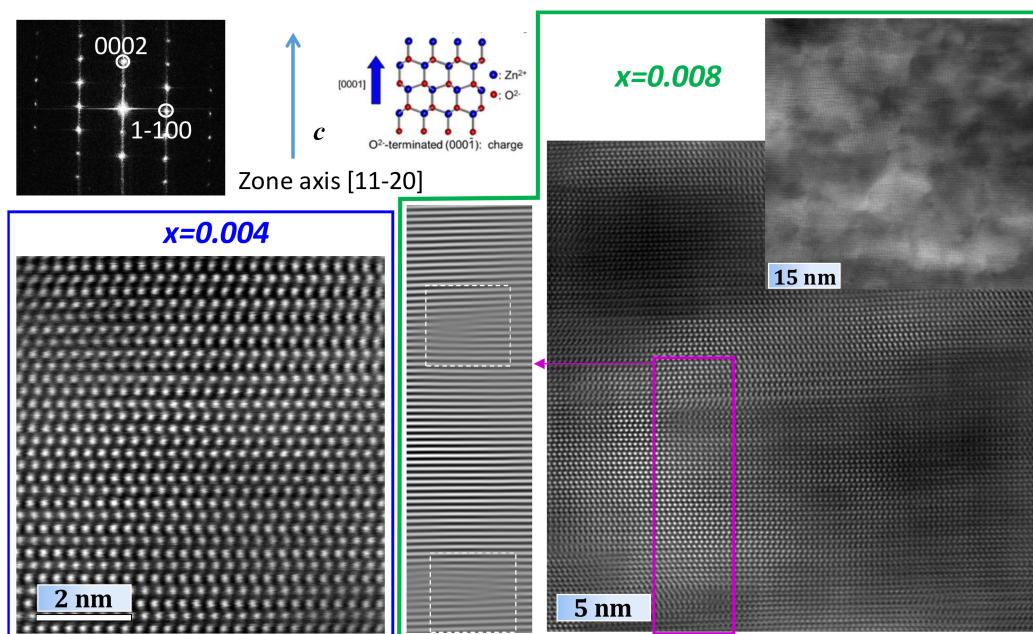 0002
1-100
c
Zone axis [11-20]
[0001]
: Zn²⁺
: O²⁻
O²⁻-terminated (0001̅): charge
x=0.004
2 nm
x=0.008
15 nm
5 nm